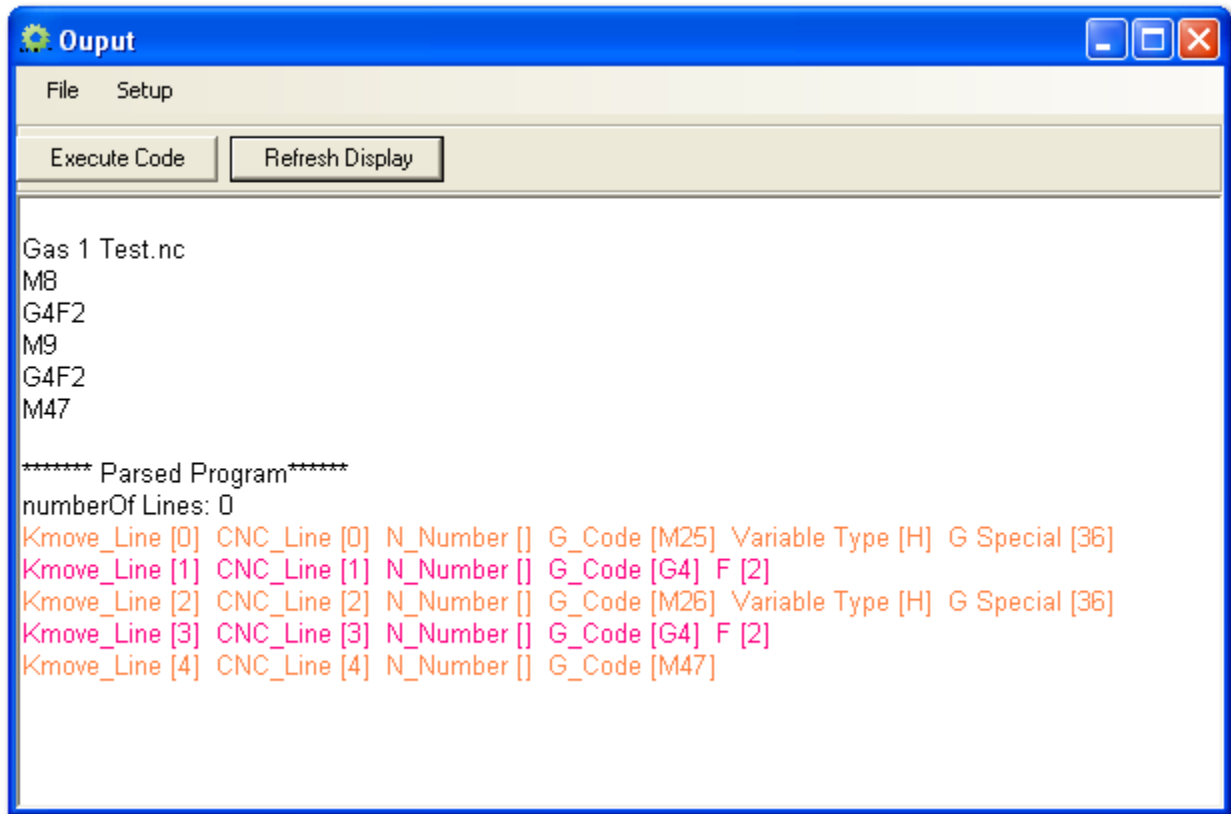 Ouput
File Setup
Execute Code Refresh Display
Gas 1 Test.nc
M8
G4F2
M9
G4F2
M47
******* Parsed Program******
numberOf Lines: 0
Kmove_Line [0] CNC_Line [0] N_Number [] G_Code [M25] Variable Type [H] G Special [36]
Kmove_Line [1] CNC_Line [1] N_Number [] G_Code [G4] F [2]
Kmove_Line [2] CNC_Line [2] N_Number [] G_Code [M26] Variable Type [H] G Special [36]
Kmove_Line [3] CNC_Line [3] N_Number [] G_Code [G4] F [2]
Kmove_Line [4] CNC_Line [4] N_Number [] G_Code [M47]